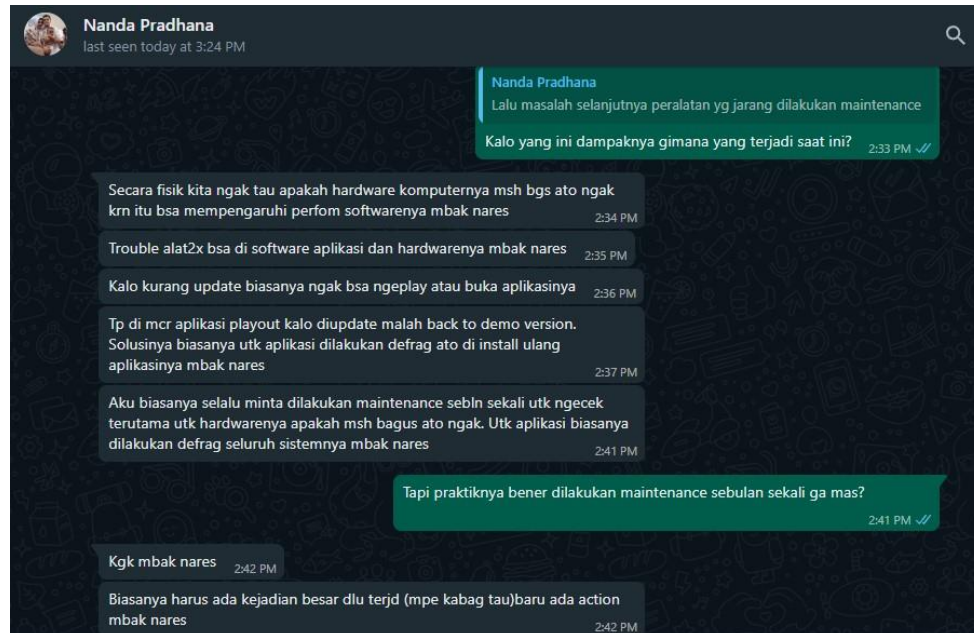 Nanda Pradhana
last seen today at 3:24 PM
Nanda Pradhana
Lalu masalah selanjutnya peralatan yg jarang dilakukan maintenance
Kalo yang ini dampaknya gimana yang terjadi saat ini?
2:33 PM
Secara fisik kita ngak tau apakah hardware komputernya msh bgs ato ngak
krn itu bsa mempengaruhi perfom softwarenya mbak nares
2:34 PM
Trouble alat2x bsa di software aplikasi dan hardwarenya mbak nares
2:35 PM
Kalo kurang update biasanya ngak bsa ngeplay atau buka aplikasinya
2:36 PM
Tp di mcr aplikasi playout kalo diupdate malah back to demo version.
Solusinya biasanya utk aplikasi dilakukan defrag ato di install ulang
aplikasinya mbak nares
2:37 PM
Aku biasanya selalu minta dilakukan maintenance sebln sekali utk ngecek
terutama utk hardwarenya apakah msh bagus ato ngak. Utk aplikasi biasanya
dilakukan defrag seluruh sistemnya mbak nares
2:41 PM
Tapi praktiknya bener dilakukan maintenance sebulan sekali ga mas?
2:41 PM
Kgk mbak nares
2:42 PM
Biasanya harus ada kejadian besar dlu terjd (mpe kabag tau)baru ada action
mbak nares
2:42 PM